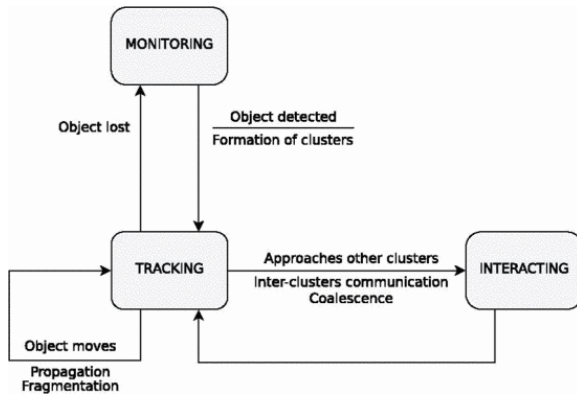 MONITORING
Object lost
Object detected
Formation of clusters
TRACKING
Approaches other clusters
Inter-clusters communication
Coalescence
INTERACTING
Object moves
Propagation
Fragmentation